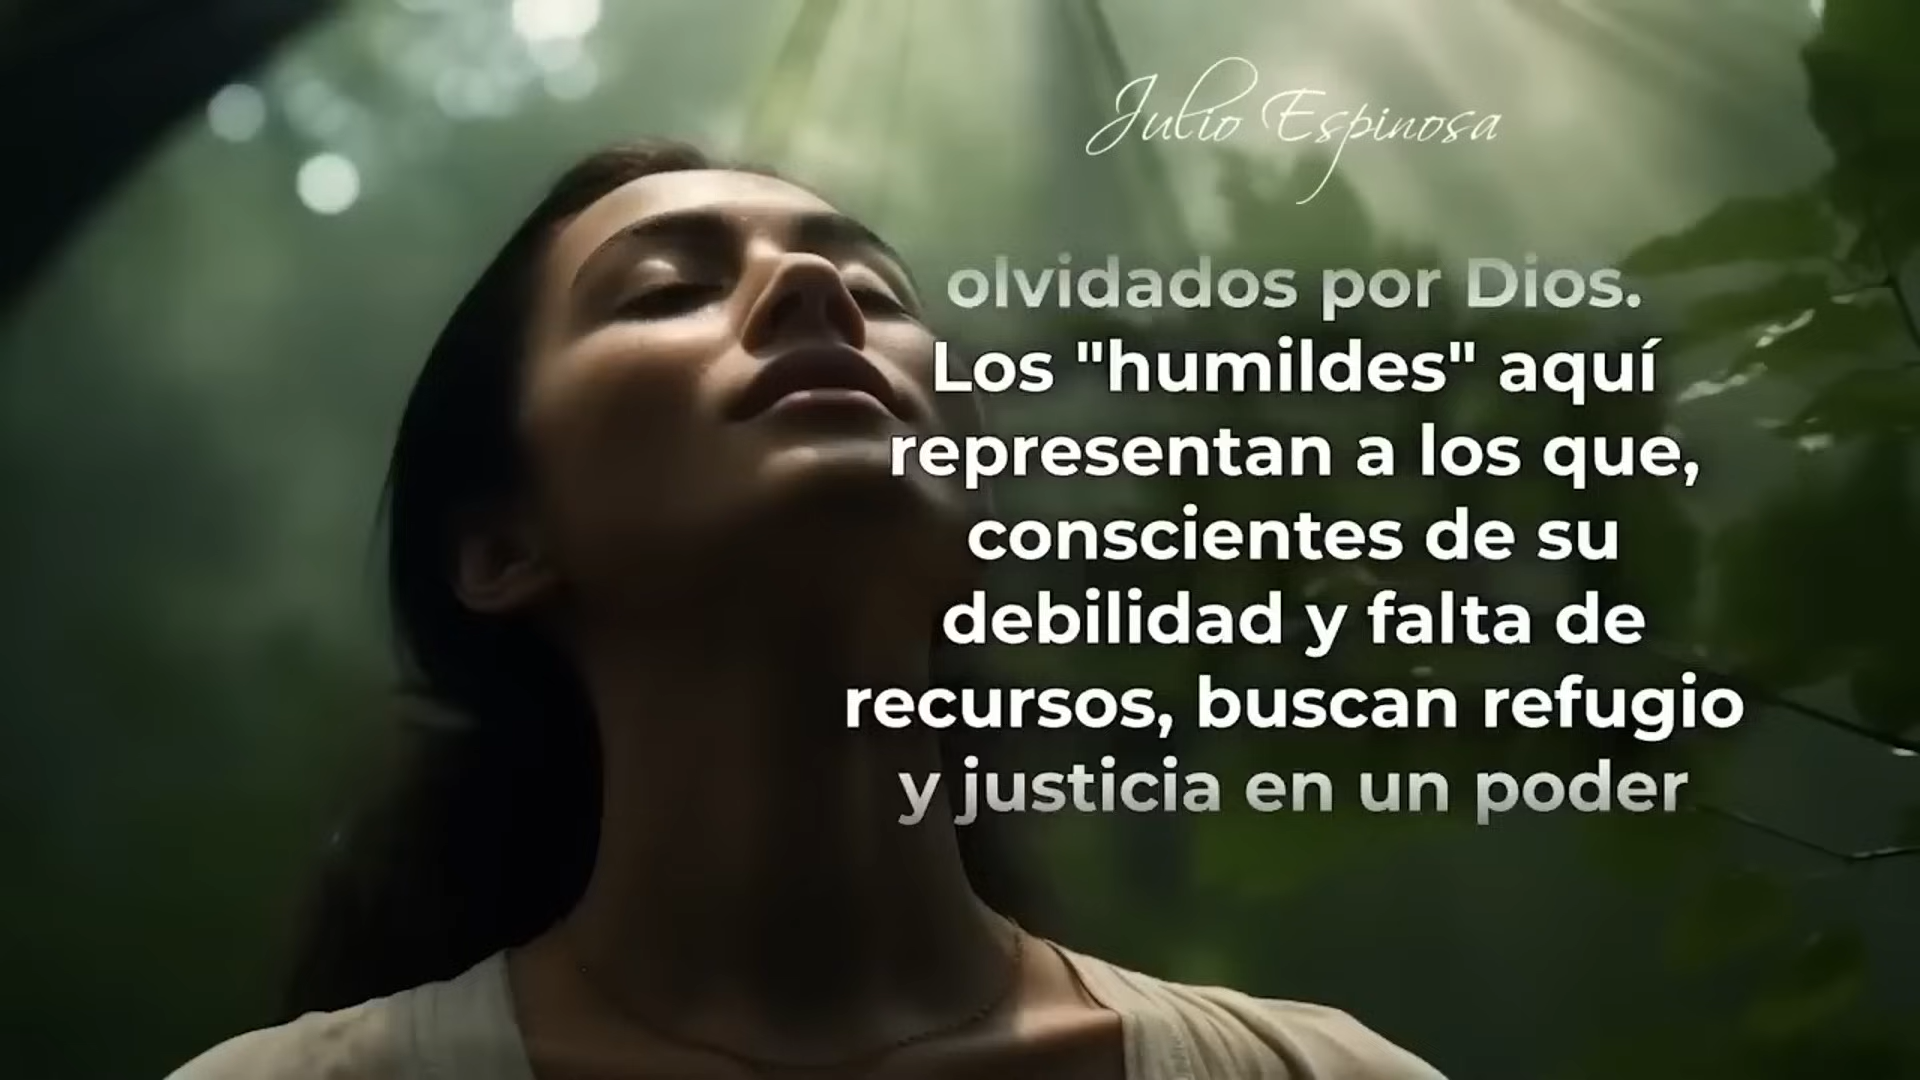 Julio Espinosa
olvidados por Dios.
Los "humildes" aquí
representan a los que,
conscientes de su
debilidad y falta de
recursos, buscan refugio
y justicia en un poder